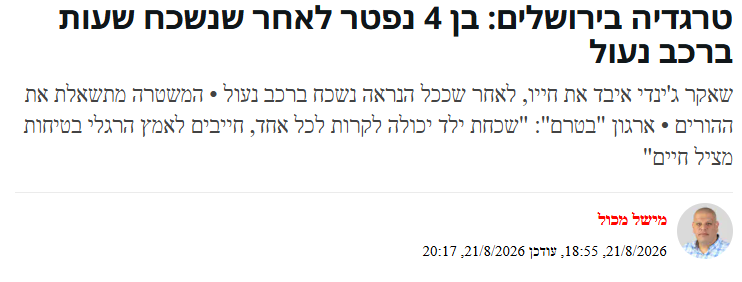 טרגדיה בירושלים: בן 4 נפטר לאחר שנשכח שעות
ברכב נעול
שאקר ג'ינדי איבד את חייו, לאחר שככל הנראה נשכח ברכב נעול • המשטרה מתשאלת את
ההורים • ארגון "בטרם": "שכחת ילד יכולה לקרות לכל אחד, חייבים לאמץ הרגלי בטיחות
מציל חיים"
מישל מכול
21/8/2026, 18:55, עודכן 21/8/2026, 20:17